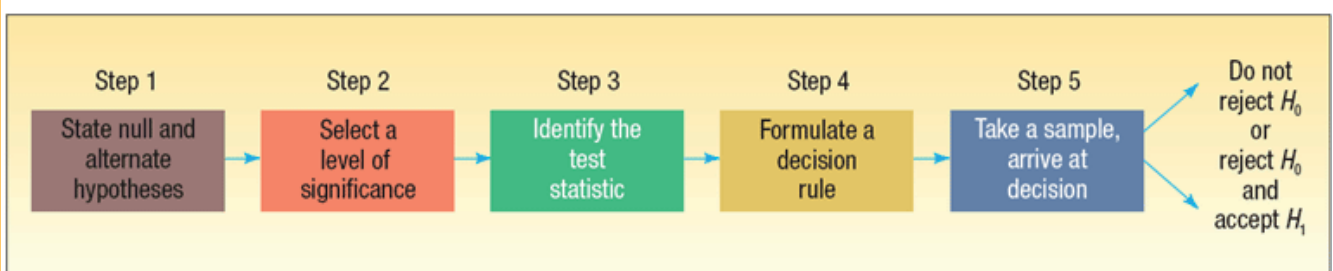 Step 1
State null and
alternate
hypotheses
Step 2
Select a
level of
significance
Step 3
Identify the
test
statistic
Step 4
Formulate a
decision
rule
Step 5
Take a sample,
arrive at
decision
Do not
reject H₀
or
reject H₀
and
accept H₁